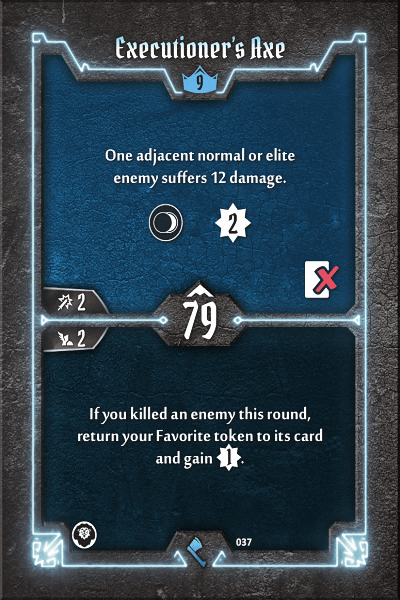 Executioner's Axe
9
One adjacent normal or elite
enemy suffers 12 damage.
2
2
79
2
If you killed an enemy this round,
return your Favorite token to its card
and gain 1.
037